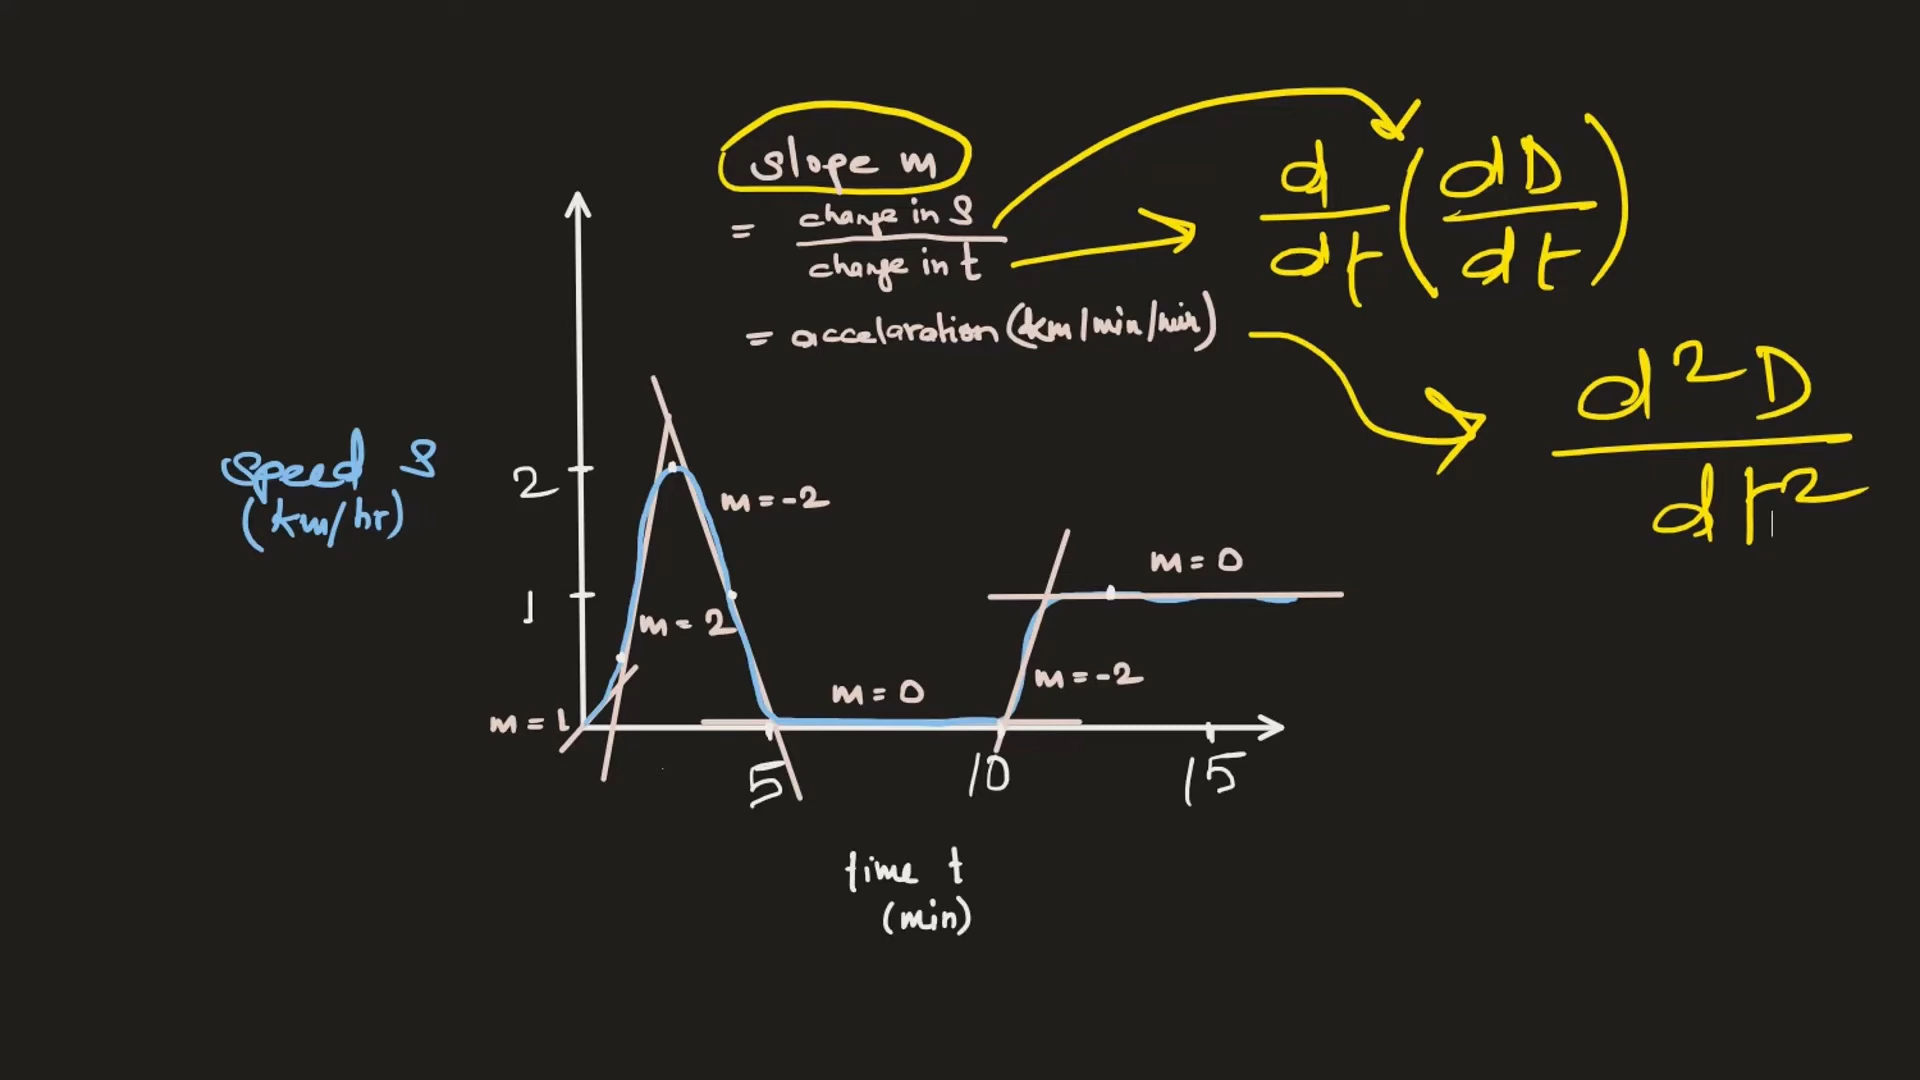 slope m
= change in S / change in t
= accelaration (km/min/min)
d/dt (dD/dt)
d²D/dt²
speed S
(km/hr)
2
1
m = -2
m = 2
m = 1
m = 0
m = -2
m = 0
5
10
15
time t
(min)